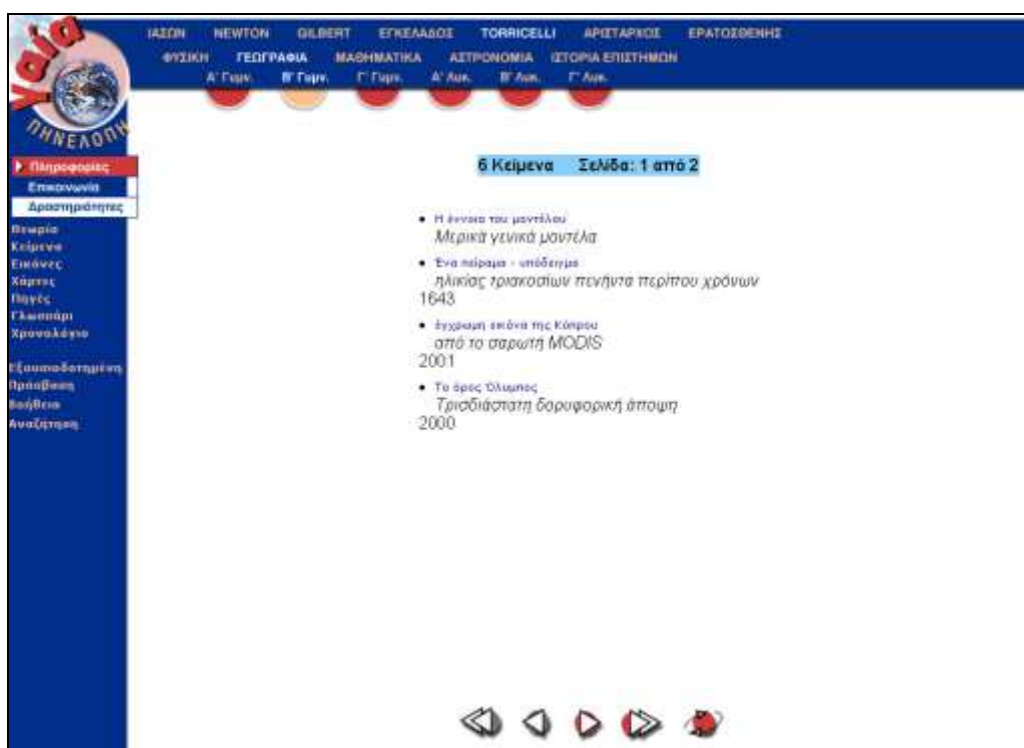 Γαία
ΠΗΝΕΛΟΠΗ
ΙΑΣΩΝ NEWTON GILBERT ΕΓΚΕΛΑΔΟΣ TORRICELLI ΑΡΙΣΤΑΡΧΟΣ ΕΡΑΤΟΣΘΕΝΗΣ
ΦΥΣΙΚΗ ΓΕΩΓΡΑΦΙΑ ΜΑΘΗΜΑΤΙΚΑ ΑΣΤΡΟΝΟΜΙΑ ΙΣΤΟΡΙΑ ΕΠΙΣΤΗΜΩΝ
Α' Γυμν. Β' Γυμν. Γ' Γυμν. Α' Λυκ. Β' Λυκ. Γ' Λυκ.
Πληροφορίες
Επικοινωνία
Δραστηριότητες
Θεωρία
Κείμενα
Εικόνες
Χάρτες
Πηγές
Γλωσσάρι
Χρονολόγιο
Εξουσιοδοτημένη
Πρόσβαση
Βοήθεια
Αναζήτηση
6 Κείμενα Σελίδα: 1 από 2
• Η έννοια του μοντέλου
Μερικά γενικά μοντέλα
• Ένα πείραμα - υπόδειγμα
ηλικίας τριακοσίων πενήντα περίπου χρόνων
1643
• έγχρωμη εικόνα της Κύπρου
από το σαρωτή MODIS
2001
• Το όρος Όλυμπος
Τρισδιάστατη δορυφορική άποψη
2000